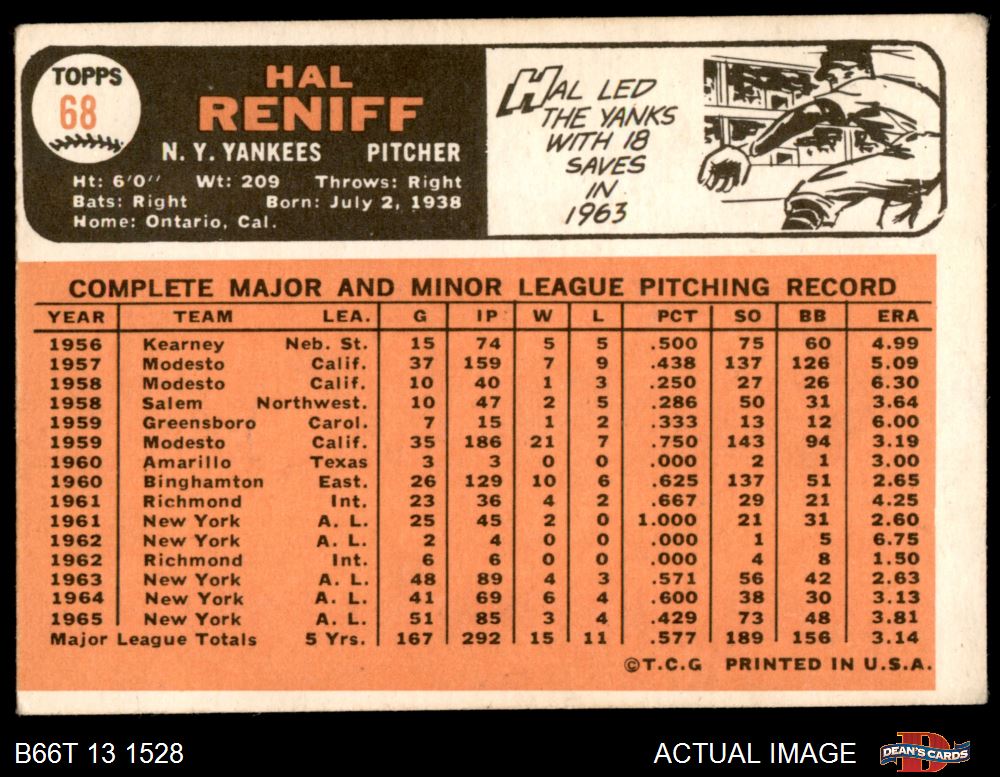 TOPPS
68
HAL
RENIFF
N. Y. YANKEES PITCHER
Ht: 6'0" Wt: 209 Throws: Right
Bats: Right Born: July 2, 1938
Home: Ontario, Cal.
HAL LED
THE YANKS
WITH 18
SAVES
IN
1963
COMPLETE MAJOR AND MINOR LEAGUE PITCHING RECORD
YEAR TEAM LEA. G IP W L PCT SO BB ERA
1956 Kearney Neb. St. 15 74 5 5 .500 75 60 4.99
1957 Modesto Calif. 37 159 7 9 .438 137 126 5.09
1958 Modesto Calif. 10 40 1 3 .250 27 26 6.30
1958 Salem Northwest. 10 47 2 5 .286 50 31 3.64
1959 Greensboro Carol. 7 15 1 2 .333 13 12 6.00
1959 Modesto Calif. 35 186 21 7 .750 143 94 3.19
1960 Amarillo Texas 3 3 0 0 .000 2 1 3.00
1960 Binghamton East. 26 129 10 6 .625 137 51 2.65
1961 Richmond Int. 23 36 4 2 .667 29 21 4.25
1961 New York A. L. 25 45 2 0 1.000 21 31 2.60
1962 New York A. L. 2 4 0 0 .000 1 5 6.75
1962 Richmond Int. 6 6 0 0 .000 4 8 1.50
1963 New York A. L. 48 89 4 3 .571 56 42 2.63
1964 New York A. L. 41 69 6 4 .600 38 30 3.13
1965 New York A. L. 51 85 3 4 .429 73 48 3.81
Major League Totals 5 Yrs. 167 292 15 11 .577 189 156 3.14
©T.C.G PRINTED IN U.S.A.
B66T 13 1528 ACTUAL IMAGE
DEAN'S CARDS